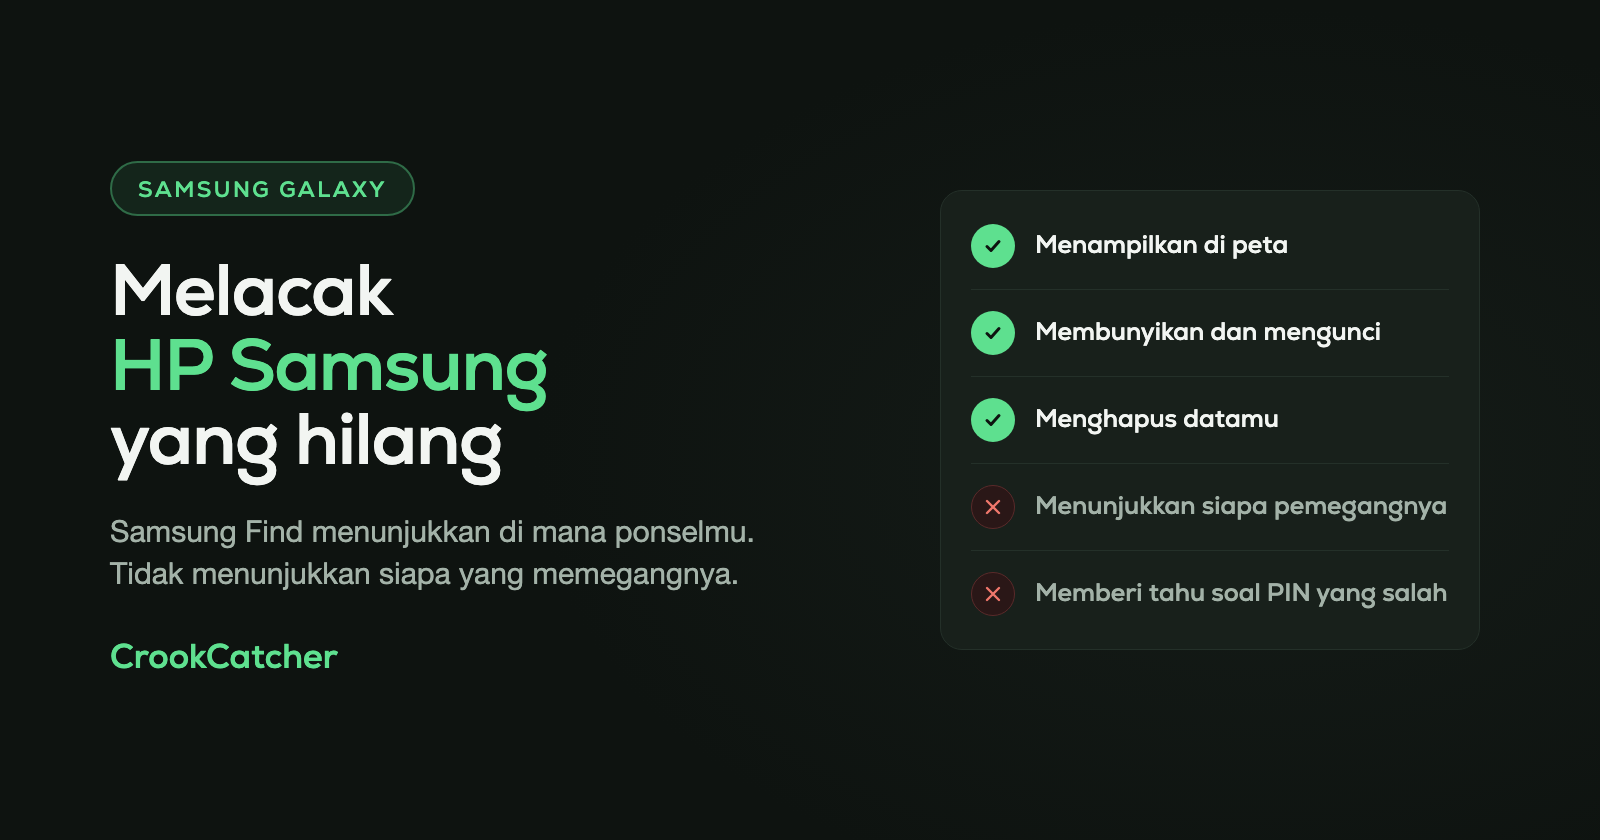 SAMSUNG GALAXY
Melacak
HP Samsung
yang hilang
Samsung Find menunjukkan di mana ponselmu.
Tidak menunjukkan siapa yang memegangnya.
CrookCatcher
Menampilkan di peta
Membunyikan dan mengunci
Menghapus datamu
Menunjukkan siapa pemegangnya
Memberi tahu soal PIN yang salah